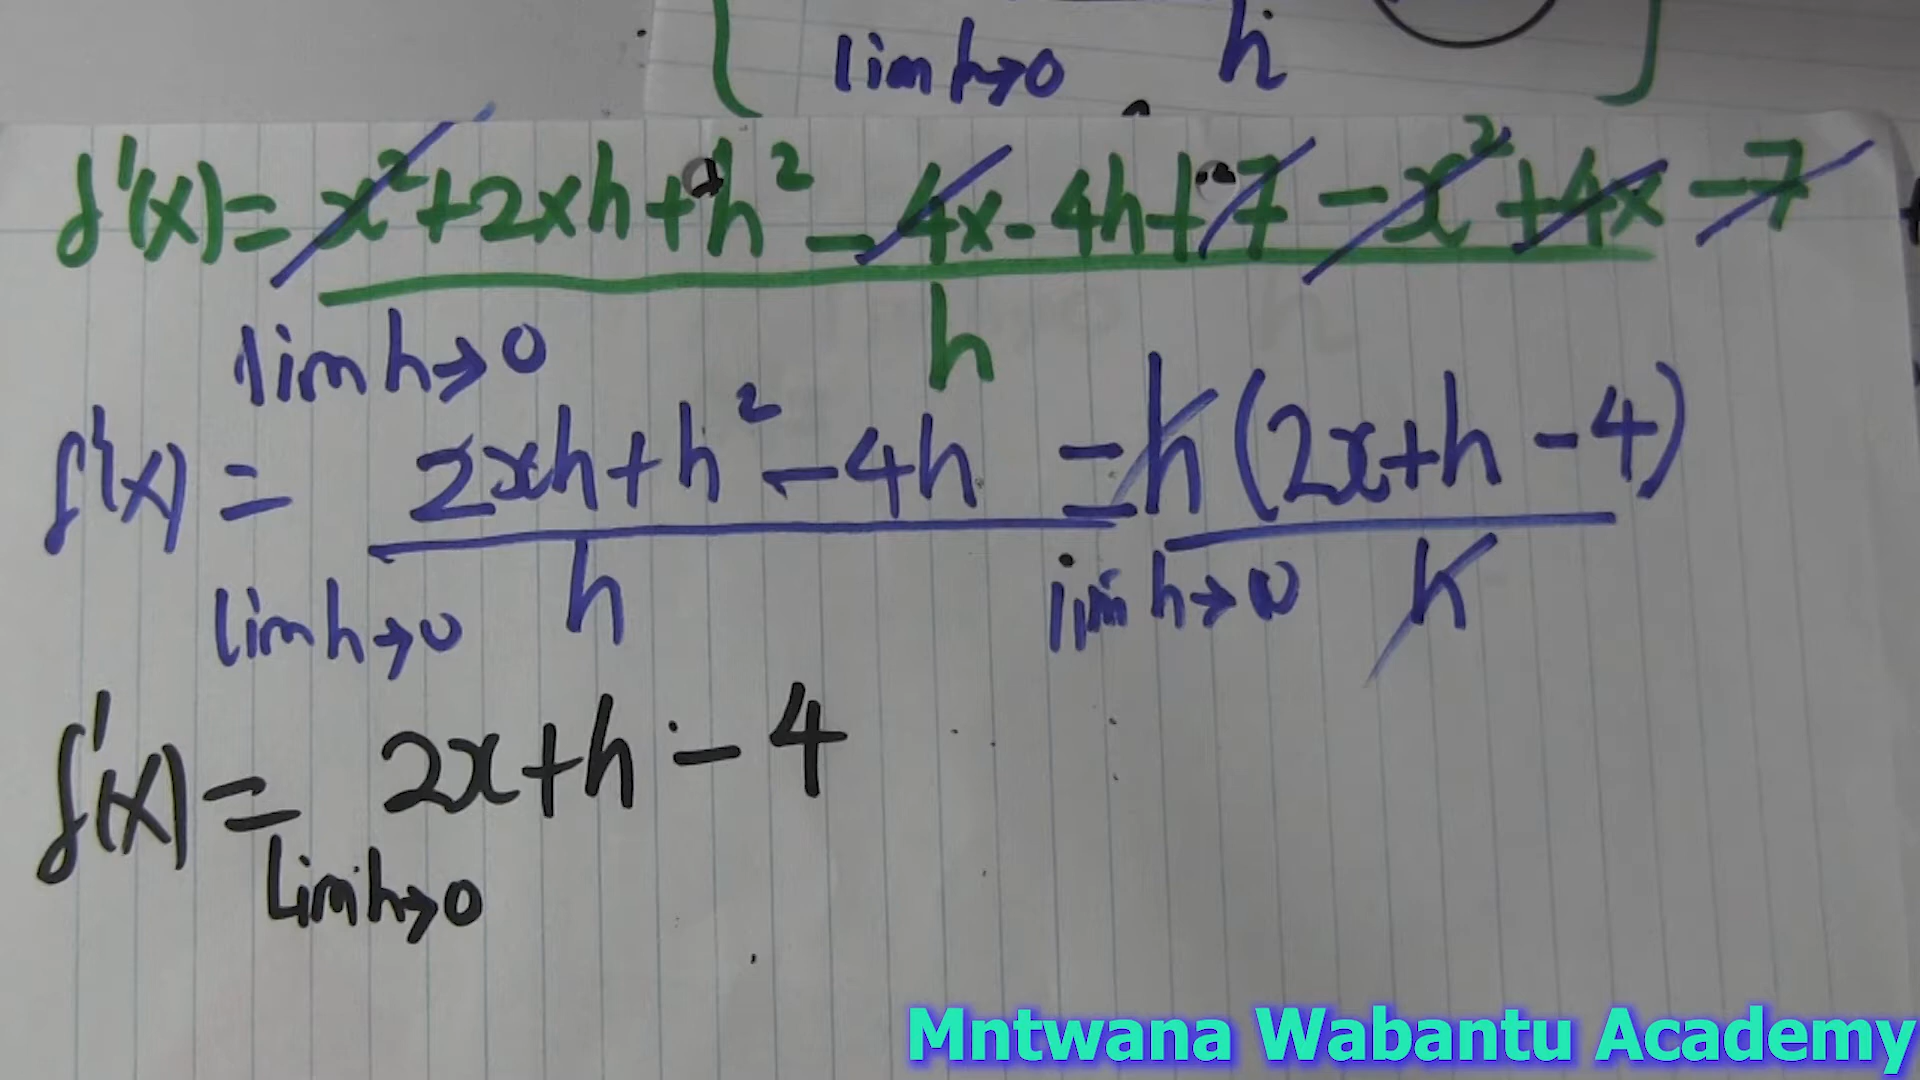 lim h→0 h
f'(x) = x² + 2xh + h² - 4x - 4h + 7 - x² + 4x - 7
lim h→0 h
f'(x) = 2xh + h² - 4h = h(2x + h - 4)
lim h→0 h lim h→0 h
f'(x) = 2x + h - 4
lim h→0
Mntwana Wabantu Academy